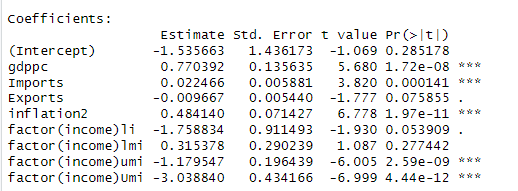 Coefficients:
Estimate Std. Error t value Pr(>|t|)
(Intercept) -1.535663 1.436173 -1.069 0.285178
gdppc 0.770392 0.135635 5.680 1.72e-08 ***
Imports 0.022466 0.005881 3.820 0.000141 ***
Exports -0.009667 0.005440 -1.777 0.075855 .
inflation2 0.484140 0.071427 6.778 1.97e-11 ***
factor(income)li -1.758834 0.911493 -1.930 0.053909 .
factor(income)lmi 0.315378 0.290239 1.087 0.277442
factor(income)umi -1.179547 0.196439 -6.005 2.59e-09 ***
factor(income)Umi -3.038840 0.434166 -6.999 4.44e-12 ***